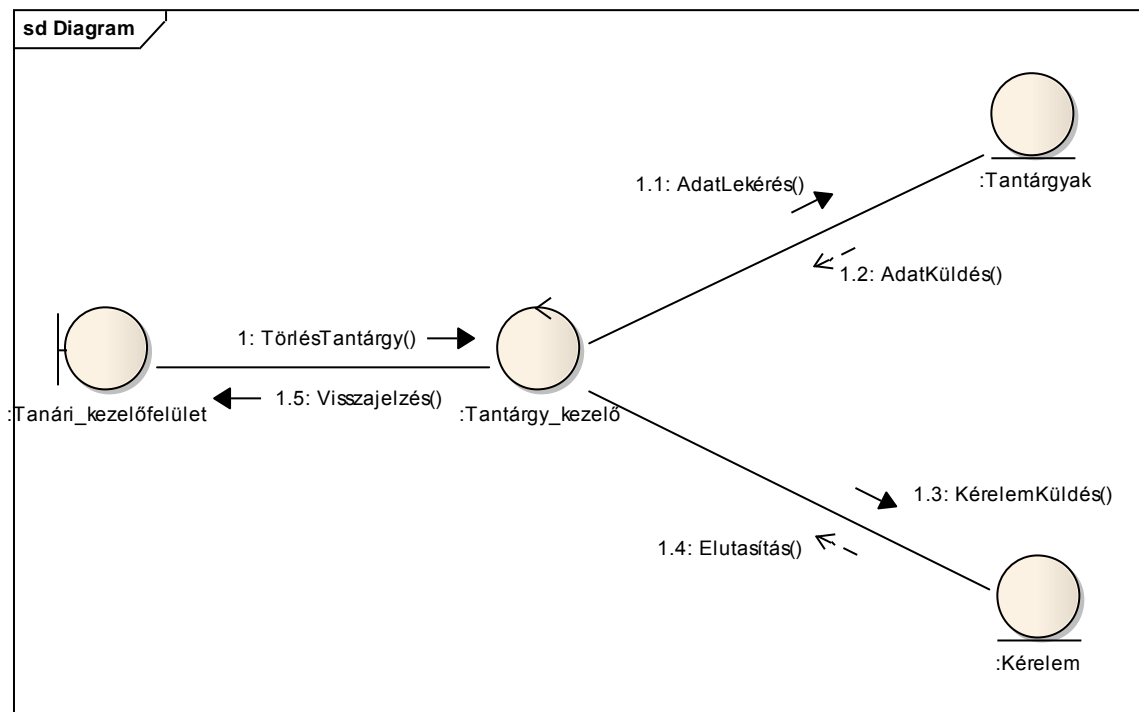 sd Diagram
:Tantárgyak
1.1: AdatLekérés()
1.2: AdatKüldés()
1: TörlésTantárgy()
1.5: Visszajelzés()
:Tanári_kezelőfelület
:Tantárgy_kezelő
1.3: KérelemKüldés()
1.4: Elutasítás()
:Kérelem